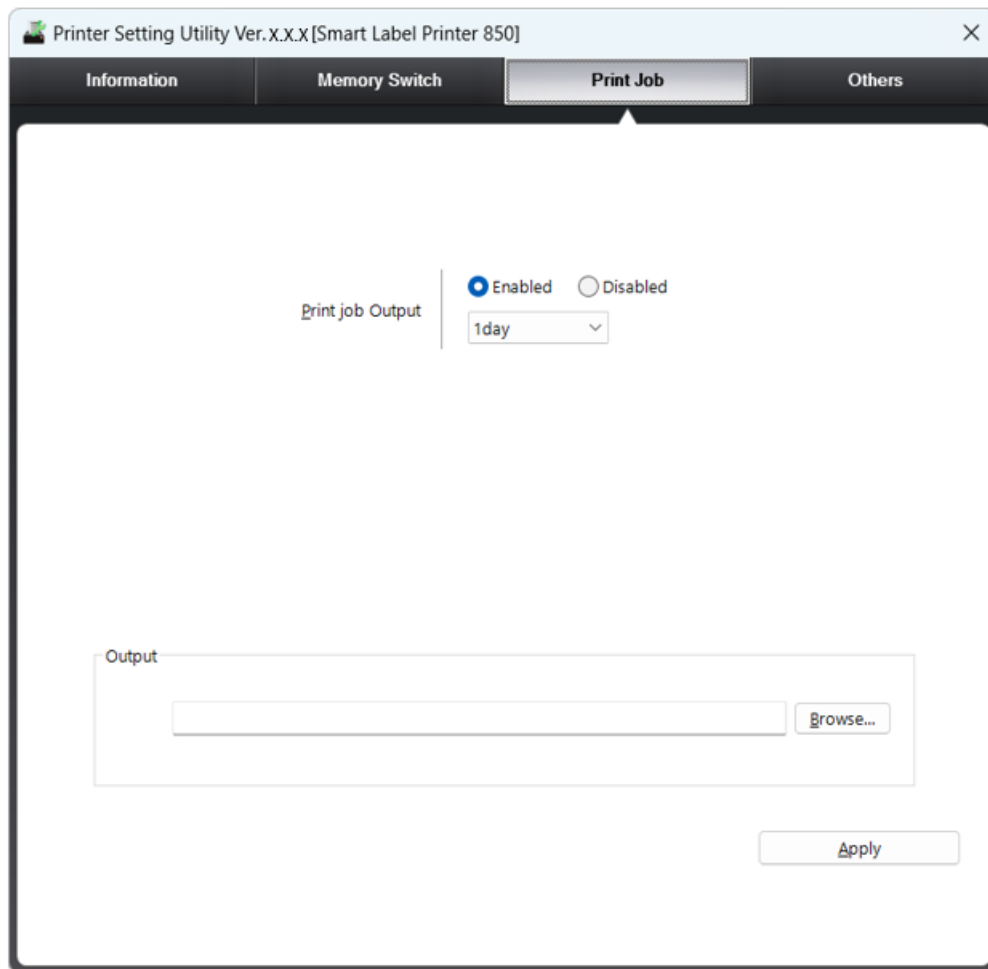 Printer Setting Utility Ver.x.x.x [Smart Label Printer 850]
Information Memory Switch Print Job Others
Enabled Disabled
Print job Output
1day
Output
Browse...
Apply